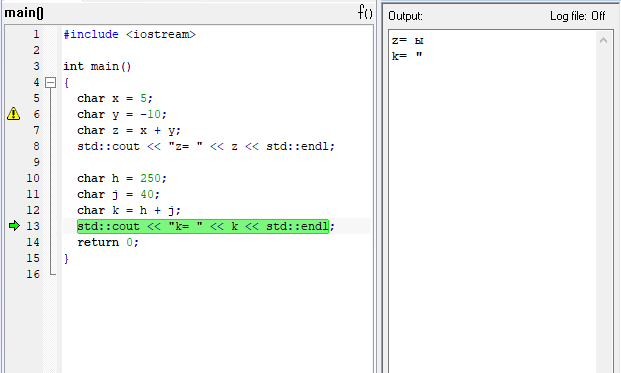 main()
f()
1 #include <iostream>
2
3 int main()
4 {
5 char x = 5;
6 char y = -10;
7 char z = x + y;
8 std::cout << "z= " << z << std::endl;
9
10 char h = 250;
11 char j = 40;
12 char k = h + j;
13 std::cout << "k= " << k << std::endl;
14 return 0;
15 }
16
Output: Log file: Off
z= ы
k= "